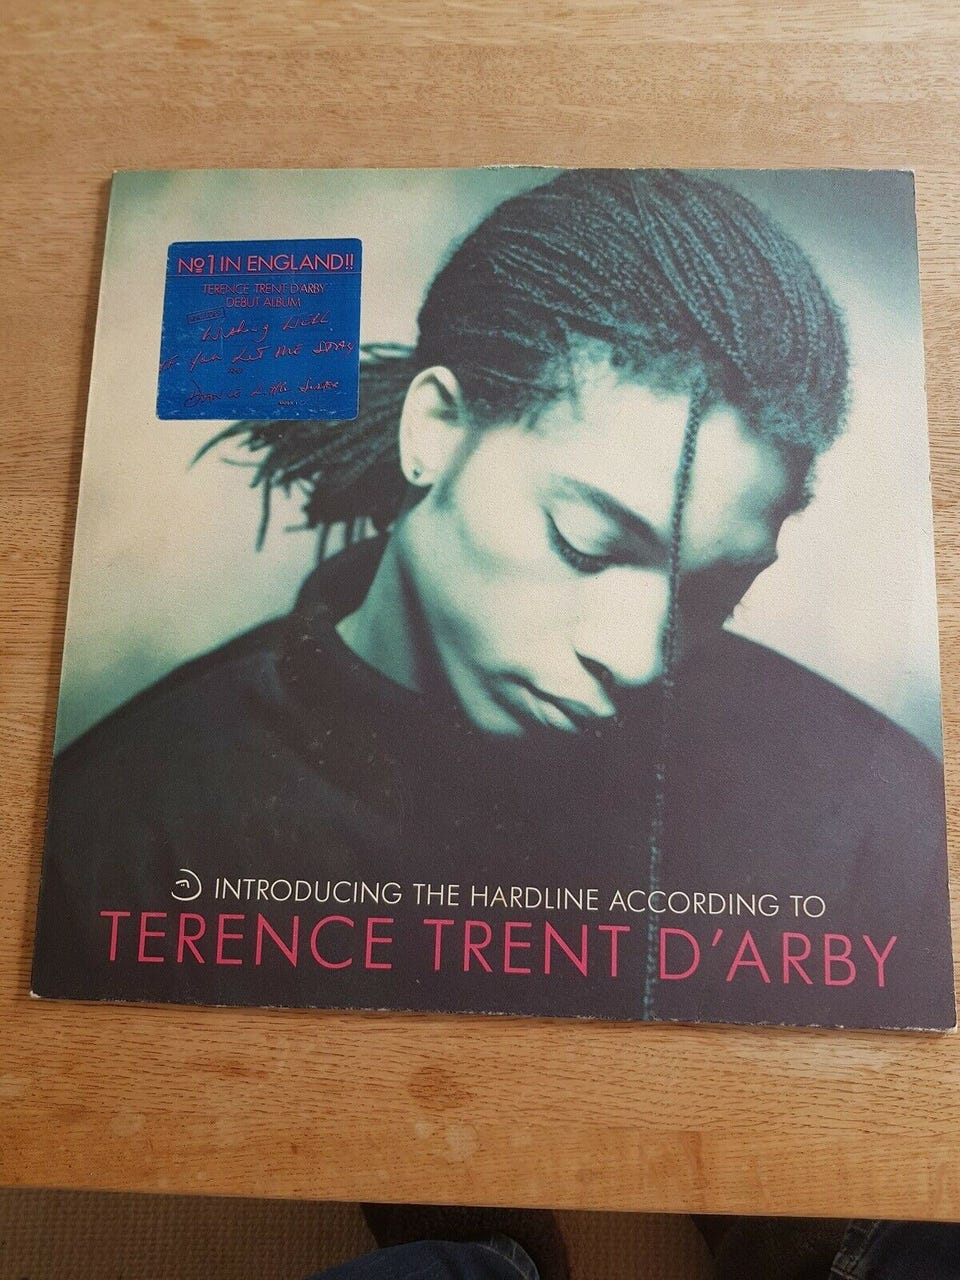 Nº1 IN ENGLAND!!
TERENCE TRENT D'ARBY
DEBUT ALBUM
Wishing Well
If You Let Me Stay
AND
Dance Little Sister
INTRODUCING THE HARDLINE ACCORDING TO
TERENCE TRENT D'ARBY